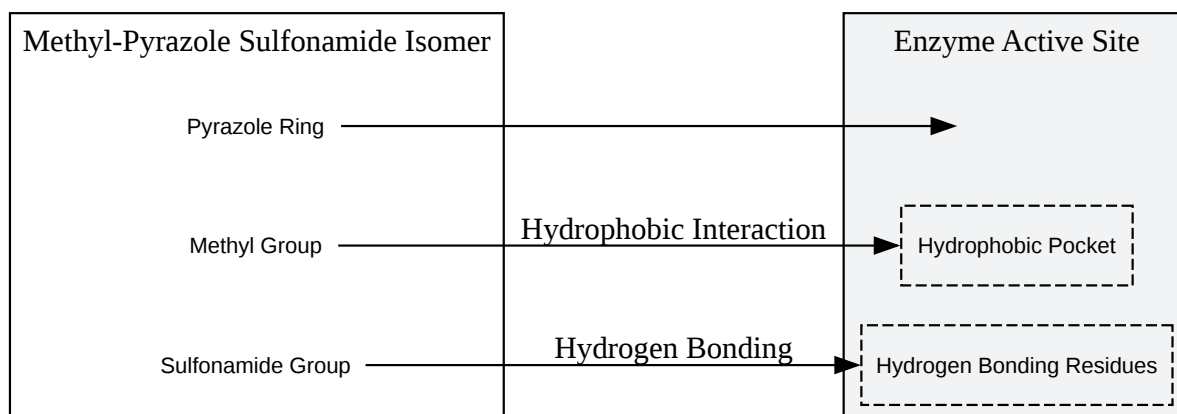 Methyl-Pyrazole Sulfonamide Isomer
Enzyme Active Site
Pyrazole Ring
Methyl Group
Hydrophobic Interaction
Hydrophobic Pocket
Sulfonamide Group
Hydrogen Bonding
Hydrogen Bonding Residues